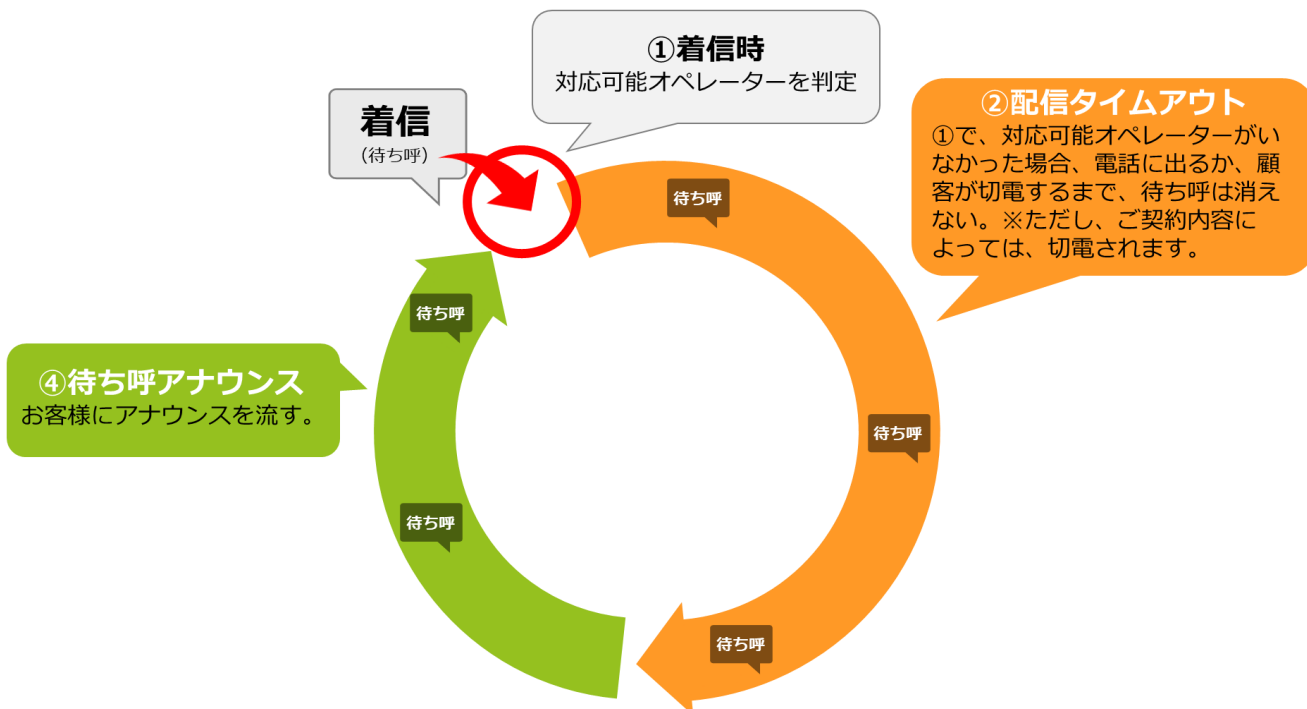 ①着信時
対応可能オペレーターを判定
着信
(待ち呼)
②配信タイムアウト
①で、対応可能オペレーターがい
なかった場合、電話に出るか、顧
客が切電するまで、待ち呼は消え
ない。※ただし、ご契約内容に
よっては、切電されます。
待ち呼
待ち呼
待ち呼
④待ち呼アナウンス
お客様にアナウンスを流す。
待ち呼
待ち呼